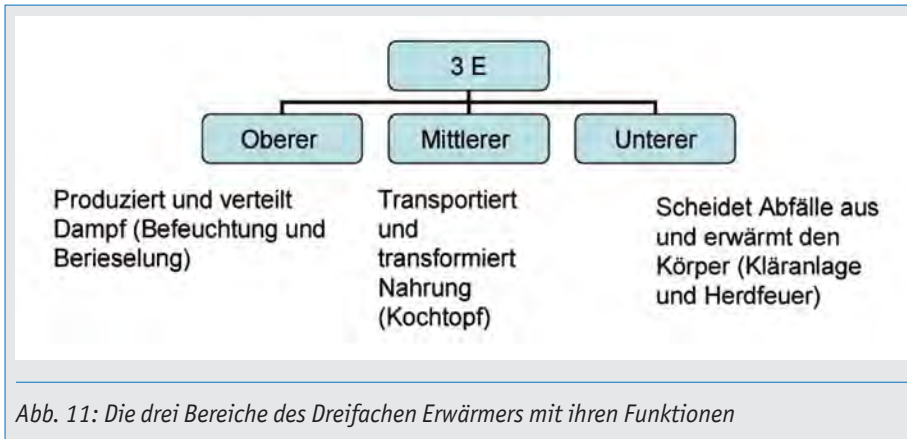 3 E
Oberer
Mittlerer
Unterer
Produziert und verteilt
Dampf (Befeuchtung und
Berieselung)
Transportiert
und
transformiert
Nahrung
(Kochtopf)
Scheidet Abfälle aus
und erwärmt den
Körper (Kläranlage
und Herdfeuer)
Abb. 11: Die drei Bereiche des Dreifachen Erwärmers mit ihren Funktionen